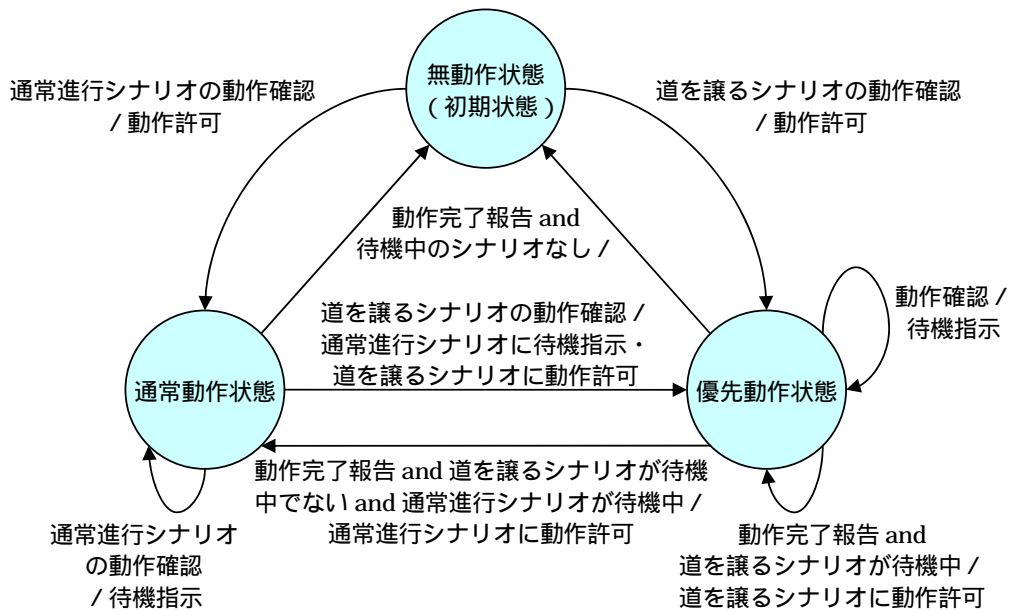 無動作状態
(初期状態)
通常進行シナリオの動作確認
/ 動作許可
道を譲るシナリオの動作確認
/ 動作許可
動作完了報告 and
待機中のシナリオなし /
動作確認 /
待機指示
道を譲るシナリオの動作確認 /
通常進行シナリオに待機指示・
道を譲るシナリオに動作許可
通常動作状態
優先動作状態
動作完了報告 and 道を譲るシナリオが待機
中でない and 通常進行シナリオが待機中 /
通常進行シナリオに動作許可
通常進行シナリオ
の動作確認
/ 待機指示
動作完了報告 and
道を譲るシナリオが待機中 /
道を譲るシナリオに動作許可